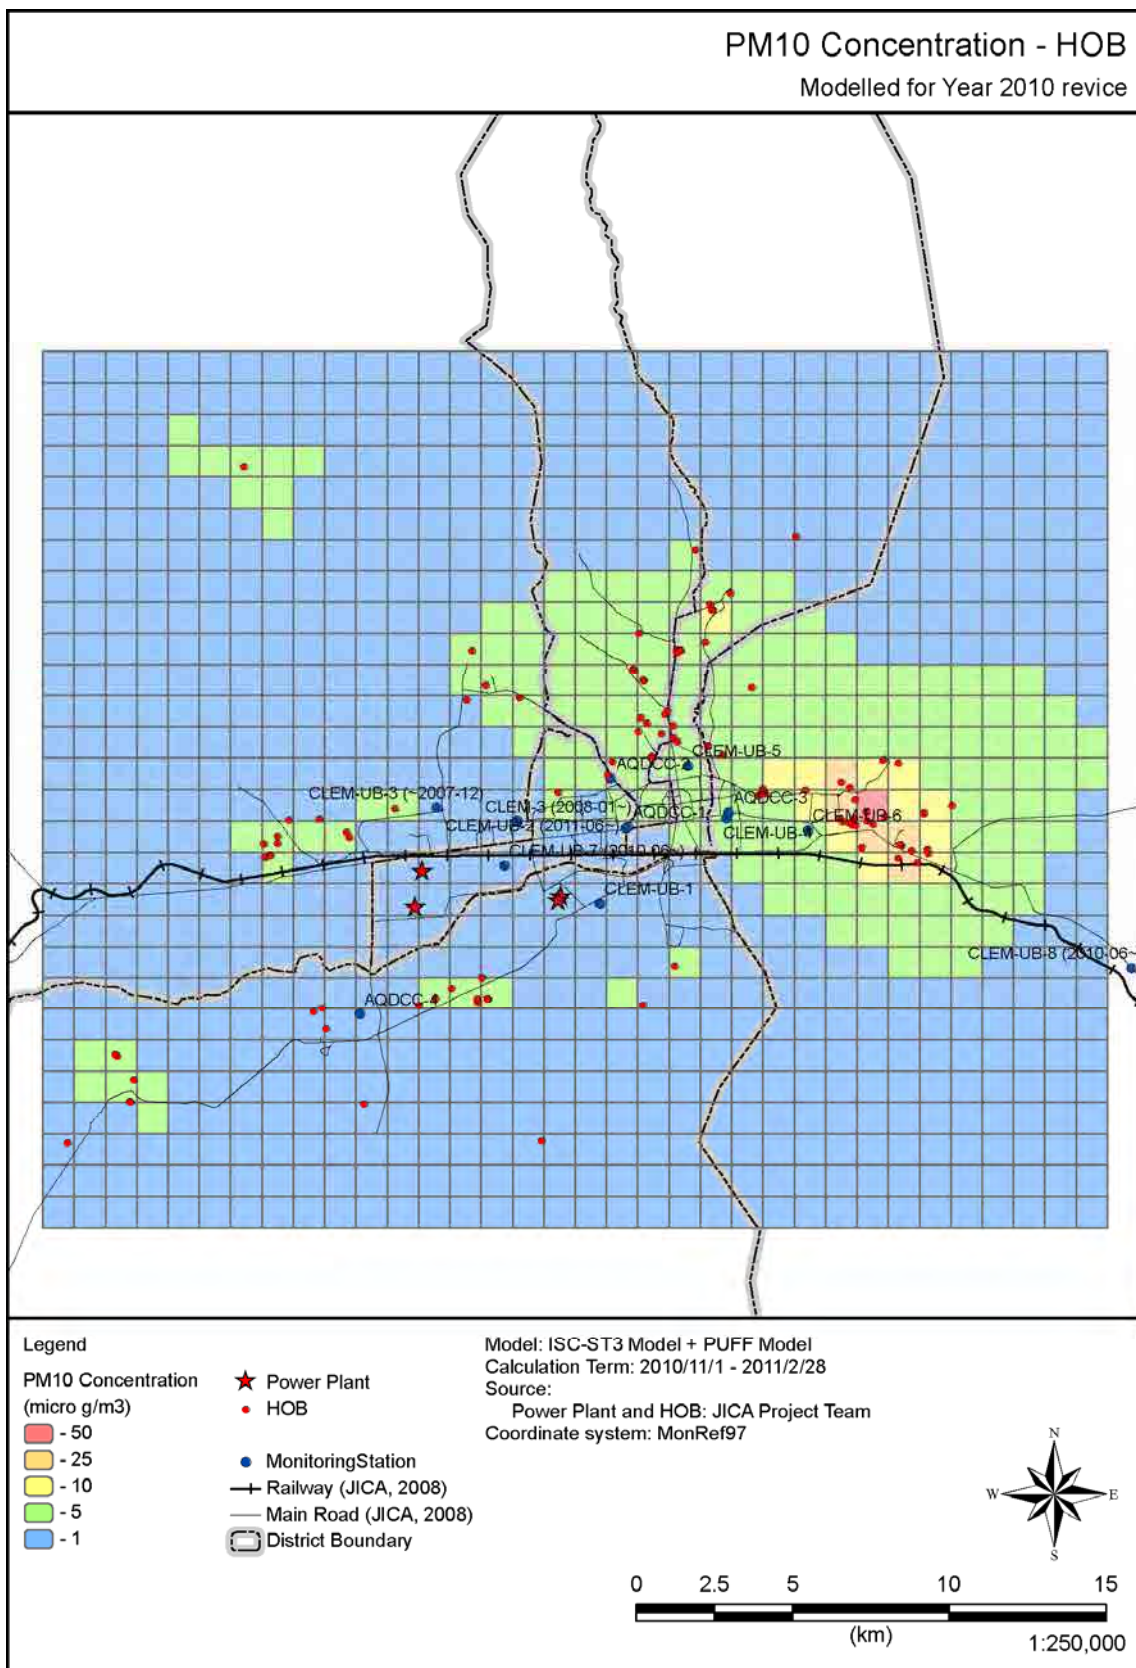 PM10 Concentration - HOB
Modelled for Year 2010 revice
CLEM-UB-5
AQDCC-2
CLEM-UB-3 (~2007-12)
CLEM-3 (2008-01~)
AQDCC-1
AQDCC-3
CLEM-UB-6
CLEM-UB-2 (2011-06~)
CLEM-UB-4
CLEM-UB-7 (2010-06~)
CLEM-UB-1
CLEM-UB-8 (2010-06~
AQDCC-4
Legend
PM10 Concentration
(micro g/m3)
- 50
- 25
- 10
- 5
- 1
Power Plant
HOB
MonitoringStation
Railway (JICA, 2008)
Main Road (JICA, 2008)
District Boundary
Model: ISC-ST3 Model + PUFF Model
Calculation Term: 2010/11/1 - 2011/2/28
Source:
Power Plant and HOB: JICA Project Team
Coordinate system: MonRef97
N
W E
S
0 2.5 5 10 15
(km)
1:250,000